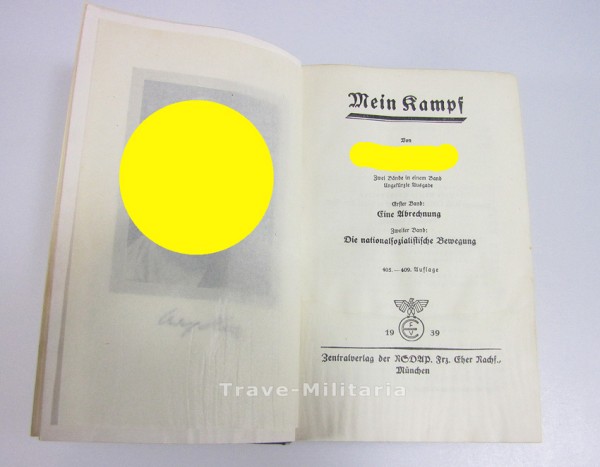 Mein Kampf
Von
Zwei Bände in einem Band
Ungekürzte Ausgabe
Erster Band:
Eine Abrechnung
Zweiter Band:
Die nationalsozialistische Bewegung
19 39
Zentralverlag der NSDAP. Frz. Eher Nachf.
München
Trave-Militaria